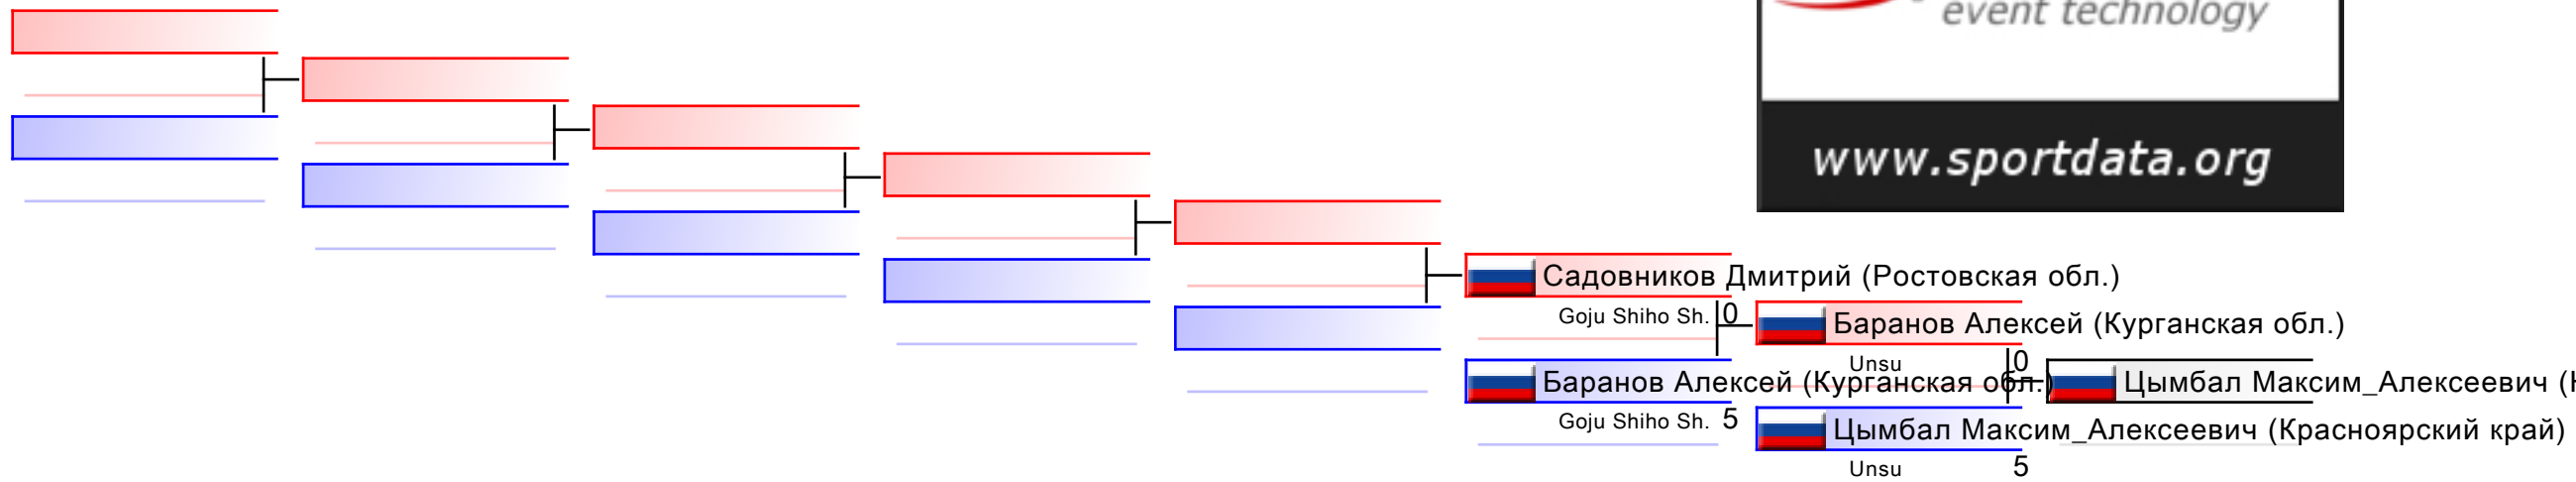 event technology
www.sportdata.org
Садовников Дмитрий (Ростовская обл.)
Goju Shiho Sh. 0
Баранов Алексей (Курганская обл.)
Unsu 0
Баранов Алексей (Курганская обл.)
Цымбал Максим_Алексеевич (
Goju Shiho Sh. 5
Цымбал Максим_Алексеевич (Красноярский край)
Unsu 5